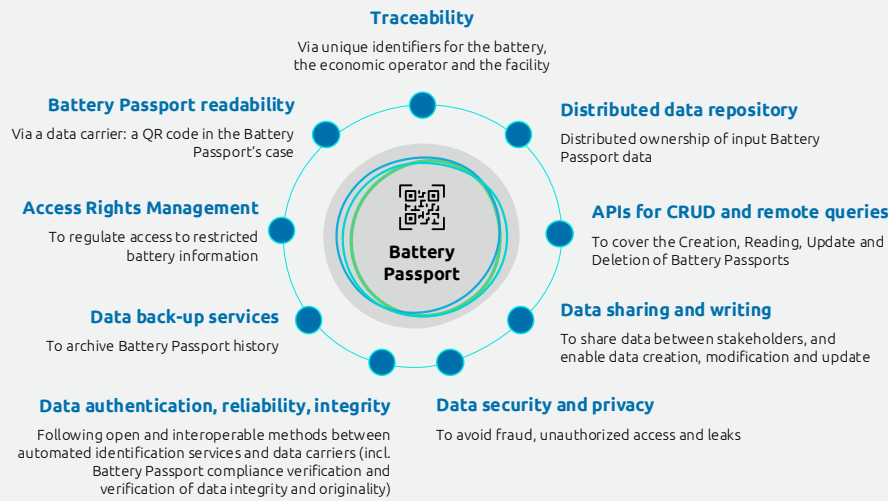 Traceability
Via unique identifiers for the battery,
the economic operator and the facility
Battery Passport readability
Via a data carrier: a QR code in the Battery
Passport's case
Distributed data repository
Distributed ownership of input Battery
Passport data
Access Rights Management
To regulate access to restricted
battery information
Battery
Passport
APIs for CRUD and remote queries
To cover the Creation, Reading, Update and
Deletion of Battery Passports
Data back-up services
To archive Battery Passport history
Data sharing and writing
To share data between stakeholders, and
enable data creation, modification and update
Data authentication, reliability, integrity
Following open and interoperable methods between
automated identification services and data carriers (incl.
Battery Passport compliance verification and
verification of data integrity and originality)
Data security and privacy
To avoid fraud, unauthorized access and leaks